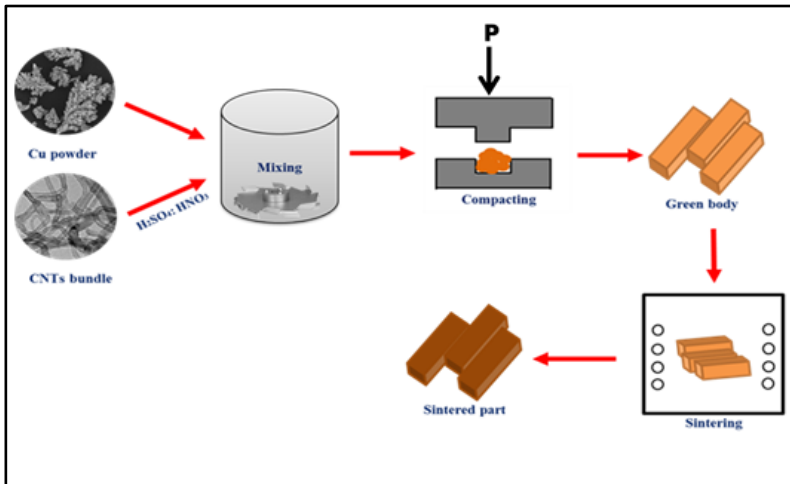 P
Cu powder
Mixing
H₂SO₄: HNO₃
CNTs bundle
Compacting
Green body
Sintered part
Sintering